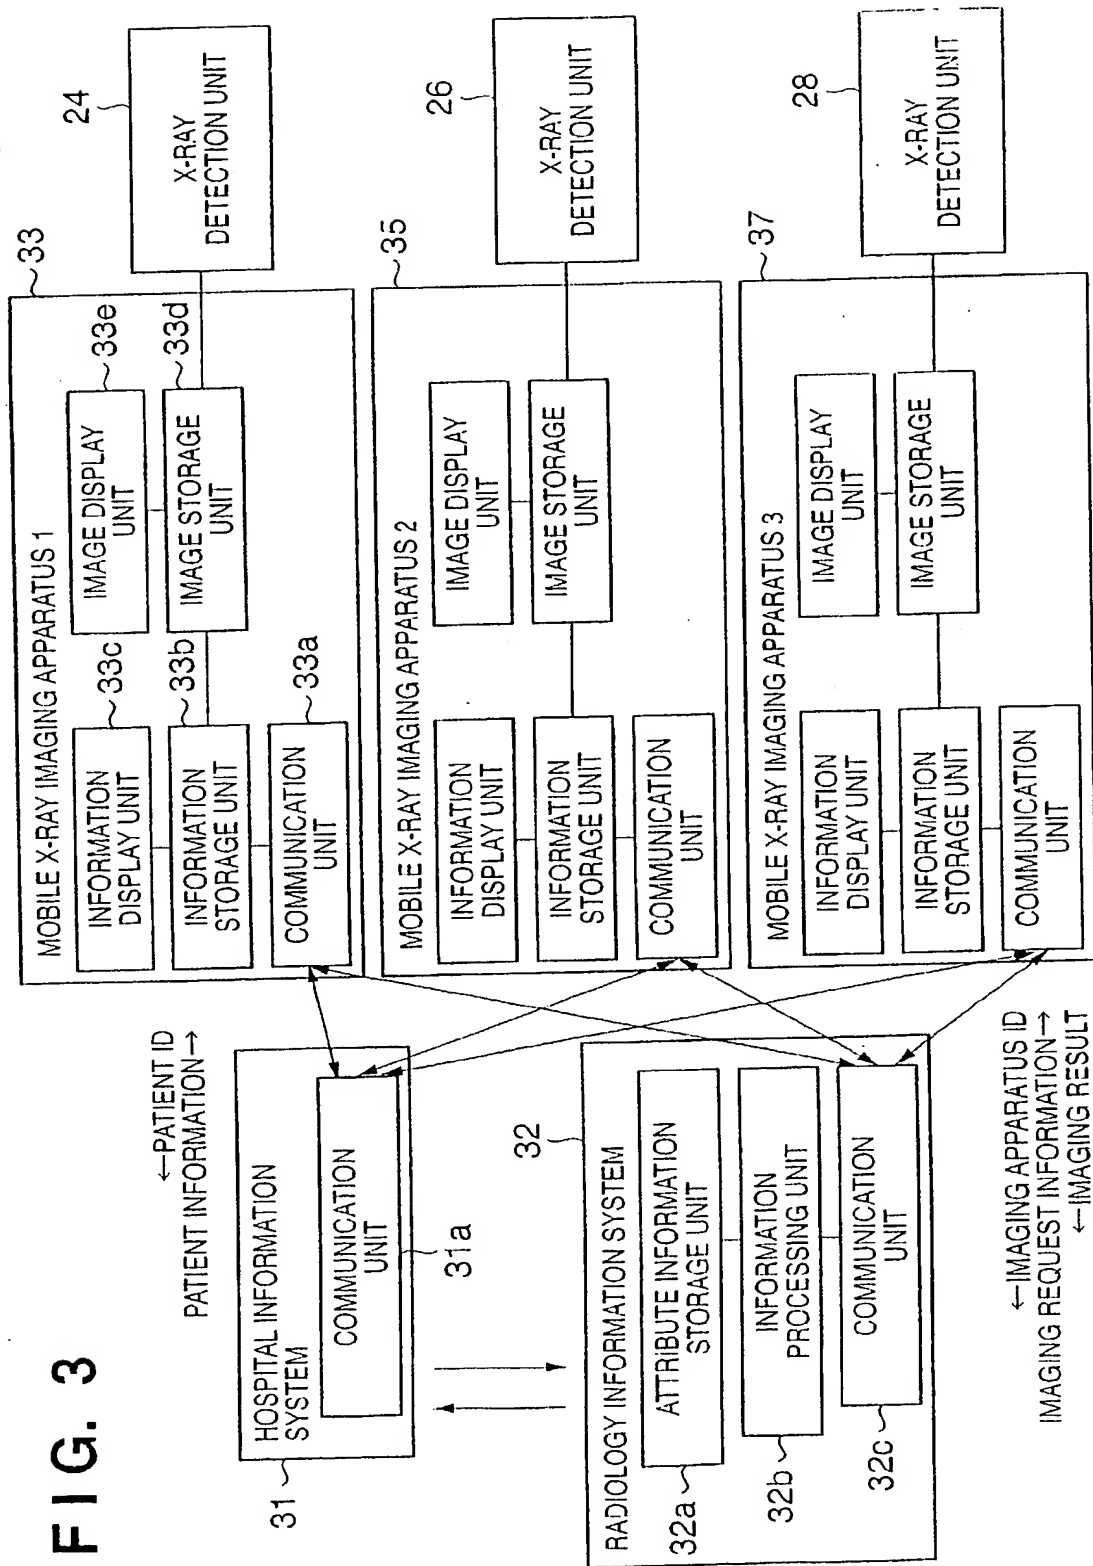 FIG. 3
31
HOSPITAL INFORMATION
SYSTEM
COMMUNICATION
UNIT
31a
←PATIENT ID
PATIENT INFORMATION→
32
RADIOLOGY INFORMATION SYSTEM
ATTRIBUTE INFORMATION
STORAGE UNIT
32a
INFORMATION
PROCESSING UNIT
32b
COMMUNICATION
UNIT
32c
←IMAGING APPARATUS ID
IMAGING REQUEST INFORMATION→
←IMAGING RESULT
33
MOBILE X-RAY IMAGING APPARATUS 1
INFORMATION
DISPLAY UNIT
33c
INFORMATION
STORAGE UNIT
33b
COMMUNICATION
UNIT
33a
IMAGE DISPLAY
UNIT
33e
IMAGE STORAGE
UNIT
33d
24
X-RAY
DETECTION UNIT
35
MOBILE X-RAY IMAGING APPARATUS 2
INFORMATION
DISPLAY UNIT
INFORMATION
STORAGE UNIT
COMMUNICATION
UNIT
IMAGE DISPLAY
UNIT
IMAGE STORAGE
UNIT
26
X-RAY
DETECTION UNIT
37
MOBILE X-RAY IMAGING APPARATUS 3
INFORMATION
DISPLAY UNIT
INFORMATION
STORAGE UNIT
COMMUNICATION
UNIT
IMAGE DISPLAY
UNIT
IMAGE STORAGE
UNIT
28
X-RAY
DETECTION UNIT